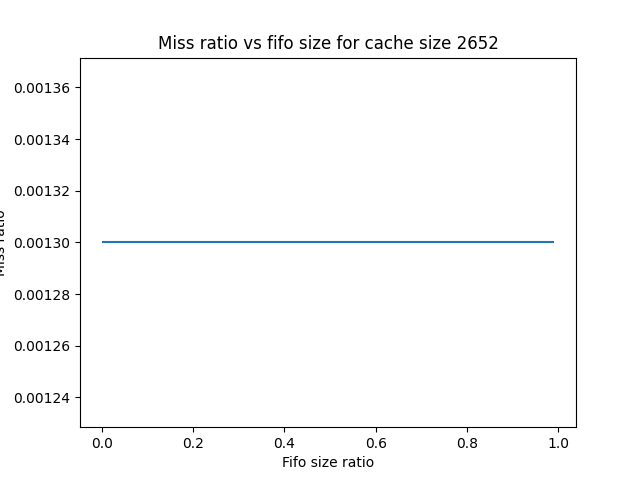 Miss ratio vs fifo size for cache size 2652
0.00136
0.00134
0.00132
0.00130
0.00128
0.00126
0.00124
Miss ratio
0.0 0.2 0.4 0.6 0.8 1.0
Fifo size ratio